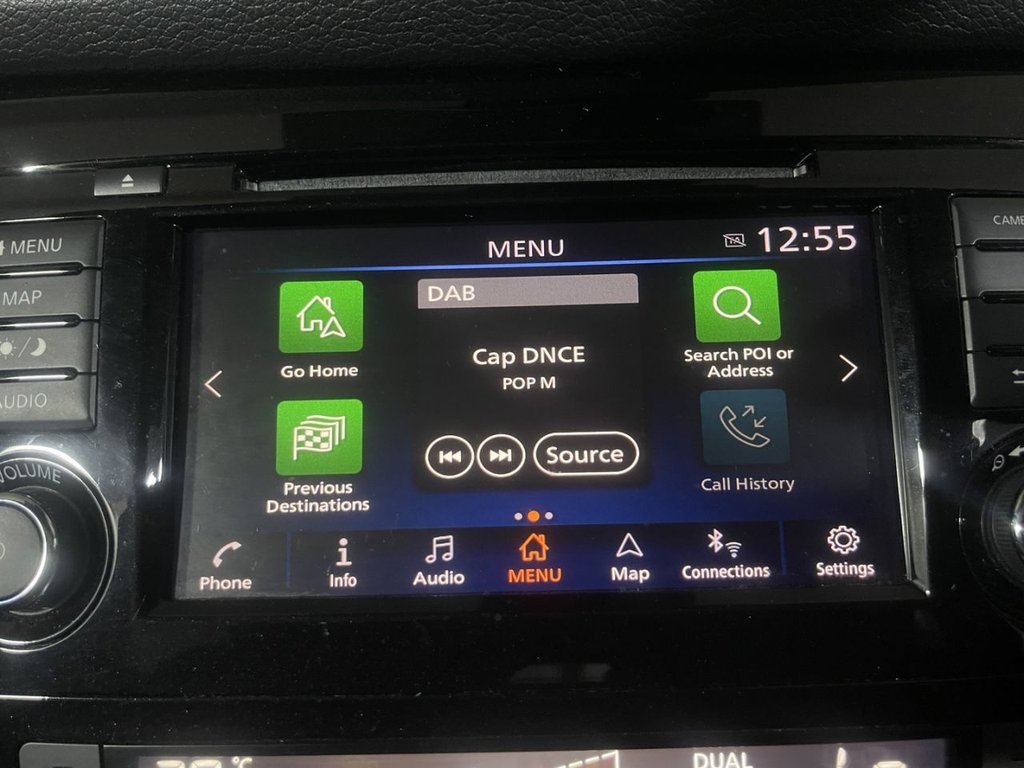 MENU
12:55
TA
MENU
MAP
AUDIO
VOLUME
DAB
Cap DNCE
POP M
Source
Go Home
Previous
Destinations
Search POI or
Address
Call History
Phone
Info
Audio
MENU
Map
Connections
Settings
°C
DUAL